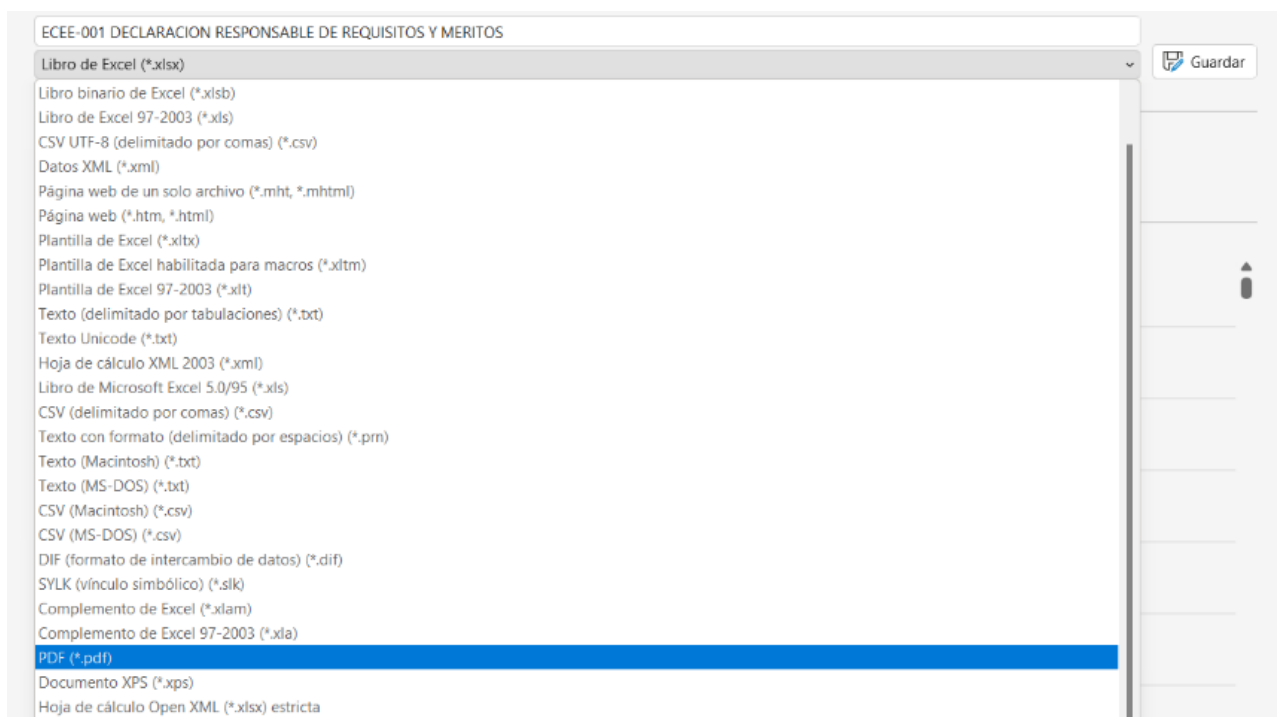 ECEE-001 DECLARACION RESPONSABLE DE REQUISITOS Y MERITOS
Libro de Excel (*.xlsx)
Guardar
Libro binario de Excel (*.xlsb)
Libro de Excel 97-2003 (*.xls)
CSV UTF-8 (delimitado por comas) (*.csv)
Datos XML (*.xml)
Página web de un solo archivo (*.mht, *.mhtml)
Página web (*.htm, *.html)
Plantilla de Excel (*.xltx)
Plantilla de Excel habilitada para macros (*.xltm)
Plantilla de Excel 97-2003 (*.xlt)
Texto (delimitado por tabulaciones) (*.txt)
Texto Unicode (*.txt)
Hoja de cálculo XML 2003 (*.xml)
Libro de Microsoft Excel 5.0/95 (*.xls)
CSV (delimitado por comas) (*.csv)
Texto con formato (delimitado por espacios) (*.prn)
Texto (Macintosh) (*.txt)
Texto (MS-DOS) (*.txt)
CSV (Macintosh) (*.csv)
CSV (MS-DOS) (*.csv)
DIF (formato de intercambio de datos) (*.dif)
SYLK (vínculo simbólico) (*.slk)
Complemento de Excel (*.xlam)
Complemento de Excel 97-2003 (*.xla)
PDF (*.pdf)
Documento XPS (*.xps)
Hoja de cálculo Open XML (*.xlsx) estricta